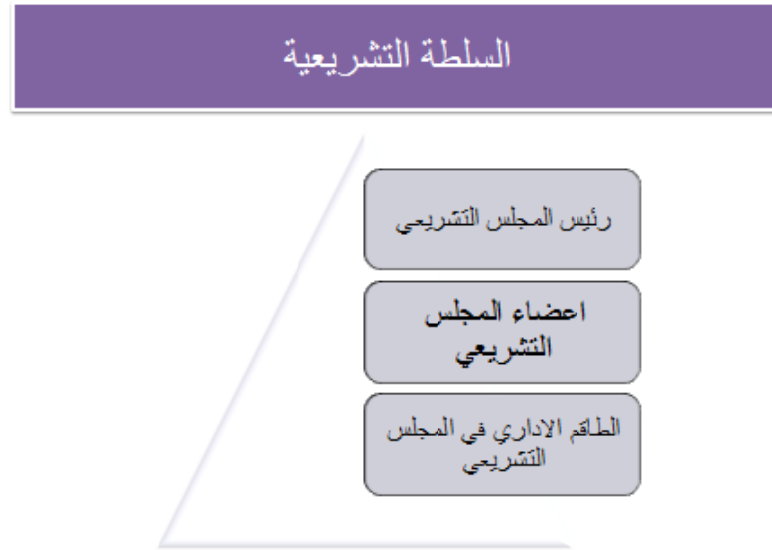 السلطة التشريعية
رئيس المجلس التشريعي
اعضاء المجلس
التشريعي
الطاقم الاداري في المجلس
التشريعي